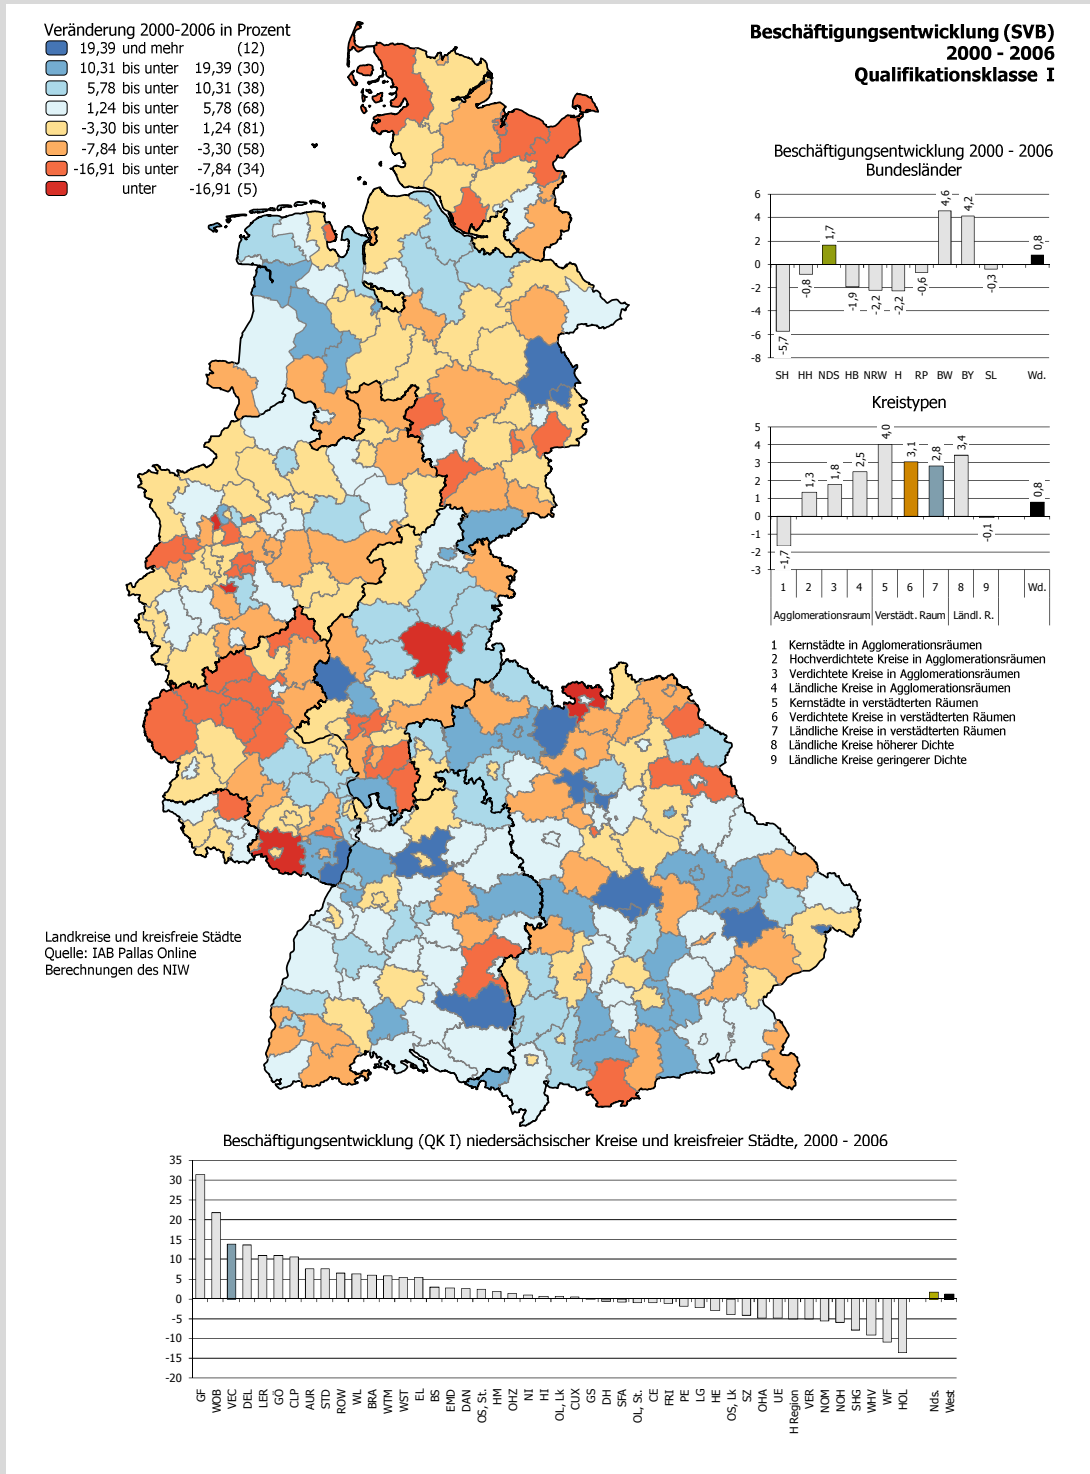 Veränderung 2000-2006 in Prozent
19,39 und mehr (12)
10,31 bis unter 19,39 (30)
5,78 bis unter 10,31 (38)
1,24 bis unter 5,78 (68)
-3,30 bis unter 1,24 (81)
-7,84 bis unter -3,30 (58)
-16,91 bis unter -7,84 (34)
unter -16,91 (5)
Beschäftigungsentwicklung (SVB)
2000 - 2006
Qualifikationsklasse I
Beschäftigungsentwicklung 2000 - 2006
Bundesländer
6
4
2
0
-2
-4
-6
-8
-5,7
-0,8
1,7
-1,9
-2,2
-2,2
-0,6
4,6
4,2
-0,3
0,8
SH HH NDS HB NRW H RP BW BY SL Wd.
Kreistypen
5
4
3
2
1
0
-1
-2
-3
-1,7
1,3
1,8
2,5
4,0
3,1
2,8
3,4
-0,1
0,8
1 2 3 4 5 6 7 8 9 Wd.
Agglomerationsraum Verstädt. Raum Ländl. R.
1 Kernstädte in Agglomerationsräumen
2 Hochverdichtete Kreise in Agglomerationsräumen
3 Verdichtete Kreise in Agglomerationsräumen
4 Ländliche Kreise in Agglomerationsräumen
5 Kernstädte in verstädterten Räumen
6 Verdichtete Kreise in verstädterten Räumen
7 Ländliche Kreise in verstädterten Räumen
8 Ländliche Kreise höherer Dichte
9 Ländliche Kreise geringerer Dichte
Landkreise und kreisfreie Städte
Quelle: IAB Pallas Online
Berechnungen des NIW
Beschäftigungsentwicklung (QK I) niedersächsischer Kreise und kreisfreier Städte, 2000 - 2006
35
30
25
20
15
10
5
0
-5
-10
-15
-20
GF WOB VEC DEL LER GÖ CLP AUR STD ROW WL BRA WTM WST EL BS EMD DAN OS, St. HM OHZ NI HI OL, Lk CUX GS DH SFA OL, St. CE FRI PE LG HE OS, Lk SZ OHA UE H Region VER NOM NOH SHG WHV WF HOL Nds. West